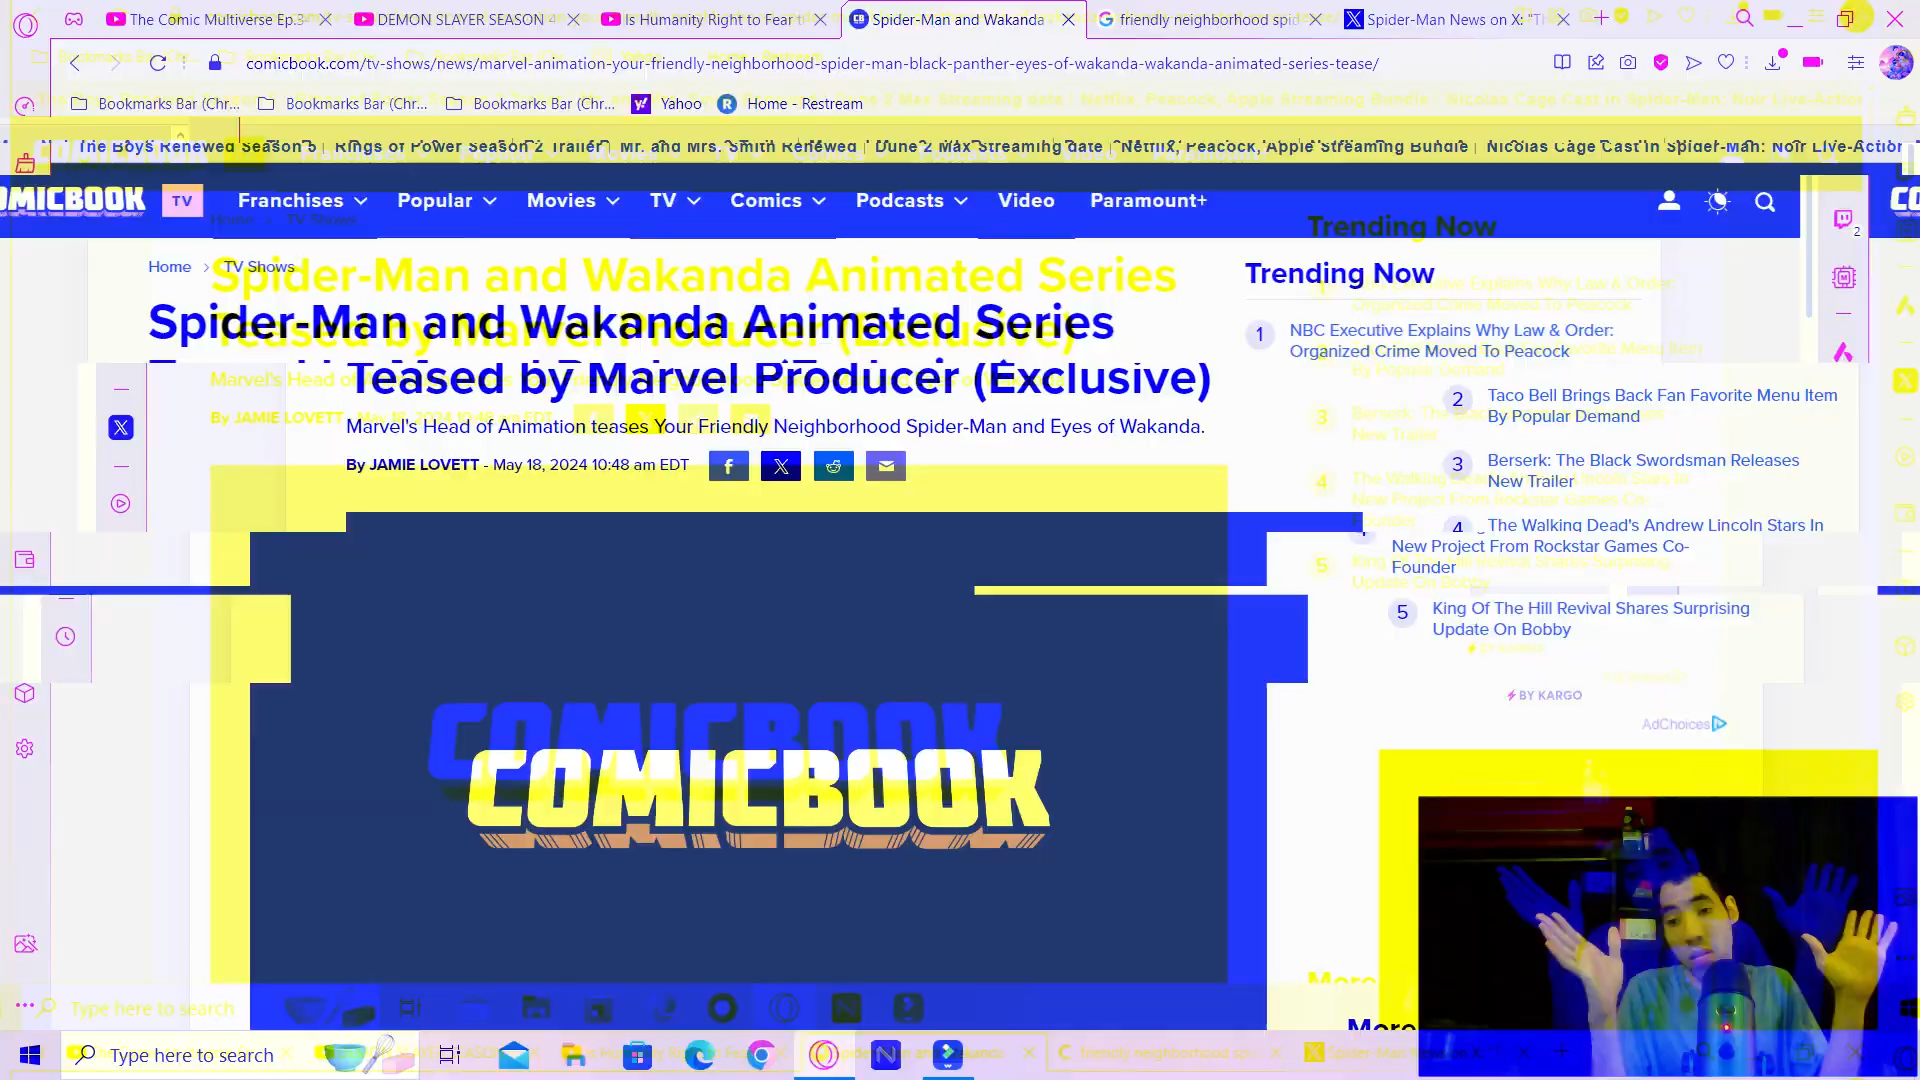 The Comic Multiverse Ep.3
DEMON SLAYER SEASON 4
Is Humanity Right to Fear t
Spider-Man and Wakanda
friendly neighborhood spid
Spider-Man News on X: "Th
comicbook.com/tv-shows/news/marvel-animation-your-friendly-neighborhood-spider-man-black-panther-eyes-of-wakanda-wakanda-animated-series-tease/
Bookmarks Bar (Chr...
Bookmarks Bar (Chr...
Bookmarks Bar (Chr...
Yahoo
Home - Restream
The Boys Renewed Season 5 | Rings of Power Season 2 Trailer | Mr. and Mrs. Smith Renewed | Dune 2 Max Streaming date | Netflix, Peacock, Apple Streaming Bundle | Nicolas Cage Cast in Spider-Man: Noir Live-Action
COMICBOOK TV Franchises Popular Movies TV Comics Podcasts Video Paramount+
2
Home > TV Shows
Spider-Man and Wakanda Animated Series
Teased by Marvel Producer (Exclusive)
Marvel's Head of Animation teases Your Friendly Neighborhood Spider-Man and Eyes of Wakanda.
By JAMIE LOVETT - May 18, 2024 10:48 am EDT
COMICBOOK
Trending Now
1 NBC Executive Explains Why Law & Order:
Organized Crime Moved To Peacock
2 Taco Bell Brings Back Fan Favorite Menu Item
By Popular Demand
3 Berserk: The Black Swordsman Releases
New Trailer
4 The Walking Dead's Andrew Lincoln Stars In
New Project From Rockstar Games Co-
Founder
5 King Of The Hill Revival Shares Surprising
Update On Bobby
BY KARGO
AdChoices
More
Type here to search